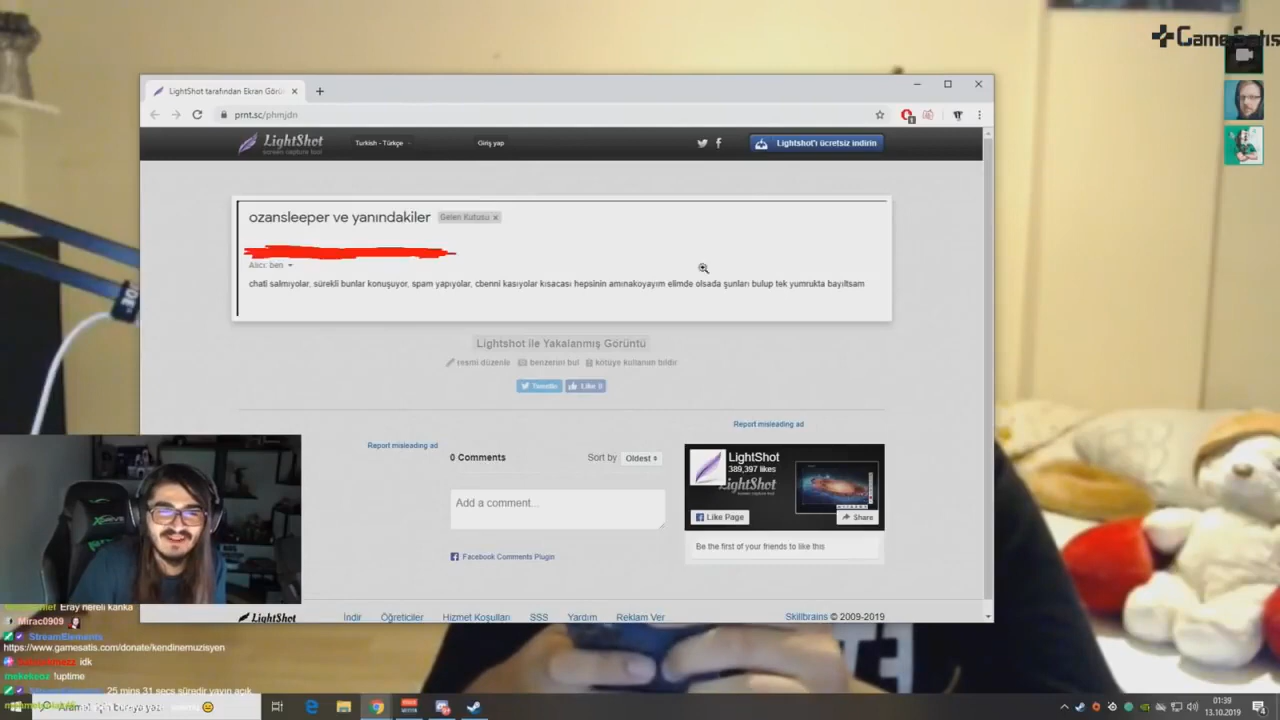 GameSatis
LightShot tarafından Ekran Görü
prnt.sc/phmjdn
LightShot
screen capture tool
Turkish - Türkçe
Giriş yap
Lightshot'ı ücretsiz indirin
ozansleeper ve yanındakiler
Gelen Kutusu x
Alıcı: ben
chati salmıyolar, sürekli bunlar konuşuyor, spam yapıyolar, cbenni kasıyolar kısacası hepsinin amınakoyayım elimde olsada şunları bulup tek yumrukta bayıltsam
Lightshot ile Yakalanmış Görüntü
resmi düzenle
benzerini bul
kötüye kullanım bildir
Tweetle
Like 0
Report misleading ad
Report misleading ad
0 Comments
Sort by
Oldest
Add a comment...
Facebook Comments Plugin
LightShot
389,397 likes
LightShot
Like Page
Share
Be the first of your friends to like this
LightShot
İndir
Öğreticiler
Hizmet Koşulları
SSS
Yardım
Reklam Ver
Skillbrains © 2009-2019
Eray nereli kanka
Mirac0909
StreamElements
https://www.gamesatis.com/donate/kendinemuzisyen
idk
mekekeoz !uptime
25 mins 31 secs süredir yayın açık
01:39
13.10.2019